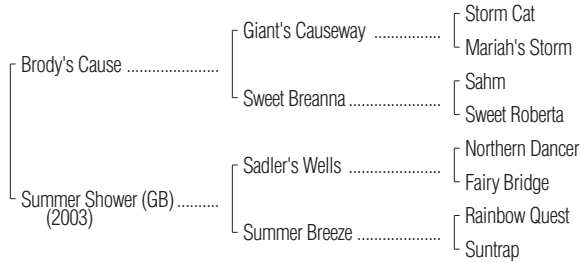 Storm Cat
Giant's Causeway ................
Mariah's Storm
Brody's Cause ......................
Sahm
Sweet Breanna ......................
Sweet Roberta
Northern Dancer
Sadler's Wells ......................
Fairy Bridge
Summer Shower (GB) ..........
(2003)
Rainbow Quest
Summer Breeze ....................
Suntrap